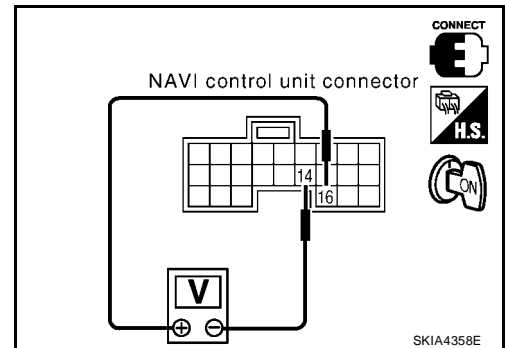 CONNECT
NAVI control unit connector
H.S.
14
16
ON
V
+ −
SKIA4358E